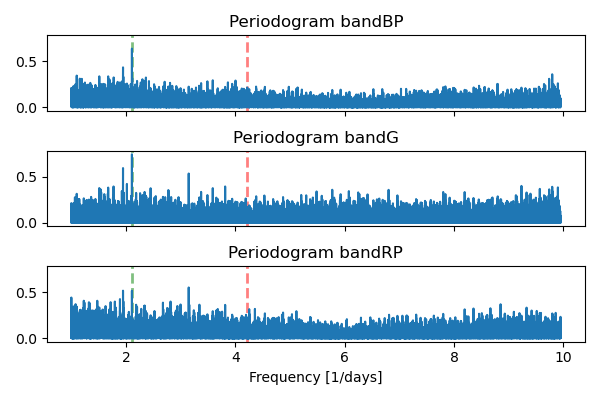 Periodogram bandBP
0.5
0.0
Periodogram bandG
0.5
0.0
Periodogram bandRP
0.5
0.0
2 4 6 8 10
Frequency [1/days]